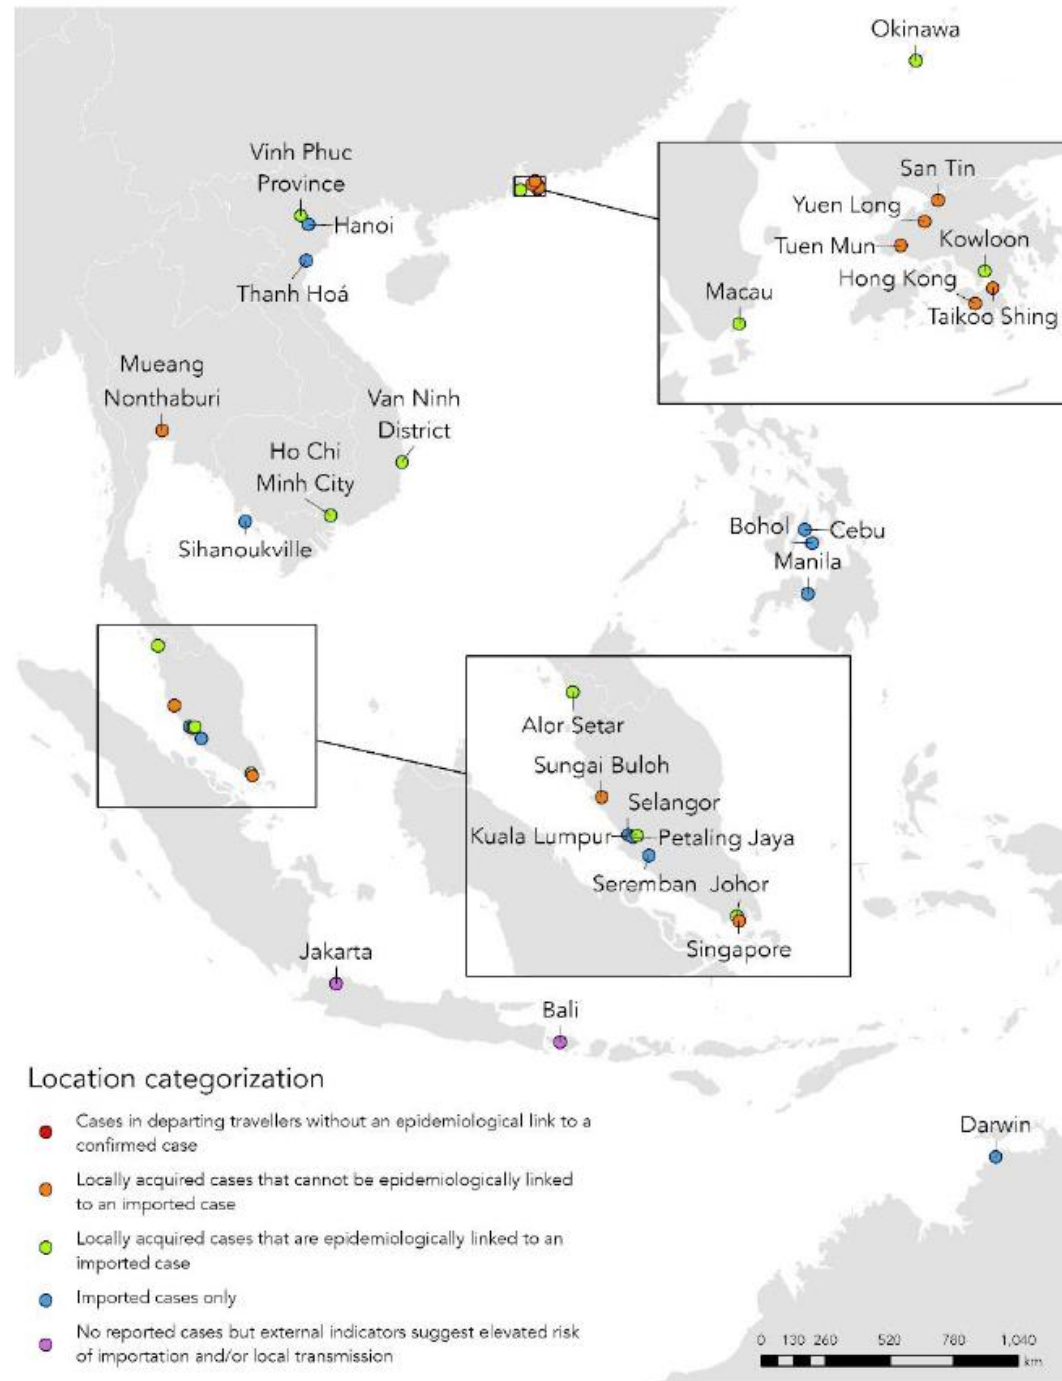 Okinawa
Vinh Phuc
Province
Hanoi
Thanh Hoá
San Tin
Yuen Long
Tuen Mun
Kowloon
Hong Kong
Macau
Taikoo Shing
Mueang
Nonthaburi
Van Ninh
District
Ho Chi
Minh City
Sihanoukville
Bohol
Cebu
Manila
Alor Setar
Sungai Buloh
Selangor
Kuala Lumpur
Petaling Jaya
Seremban
Johor
Singapore
Jakarta
Bali
Darwin
Location categorization
Cases in departing travellers without an epidemiological link to a
confirmed case
Locally acquired cases that cannot be epidemiologically linked
to an imported case
Locally acquired cases that are epidemiologically linked to an
imported case
Imported cases only
No reported cases but external indicators suggest elevated risk
of importation and/or local transmission
0 130 260 520 780 1,040
km